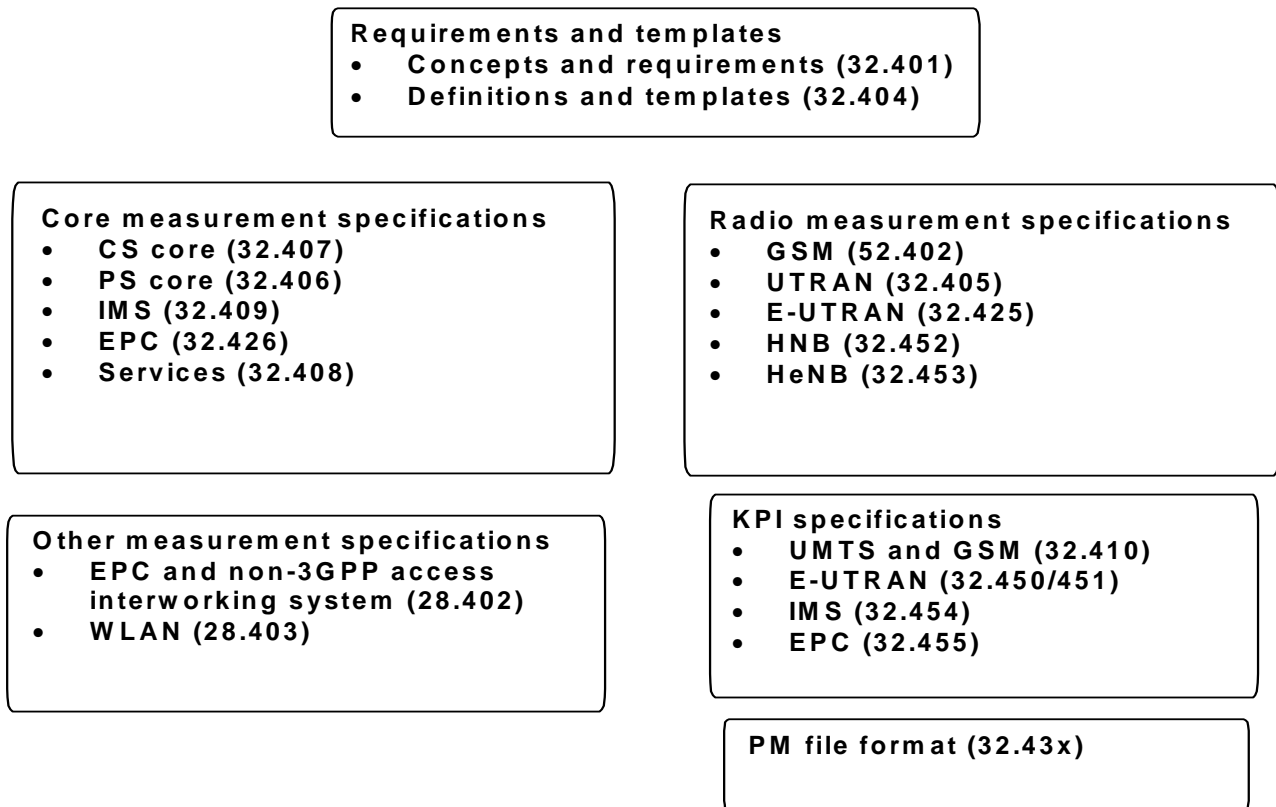 Requirements and templates
• Concepts and requirements (32.401)
• Definitions and templates (32.404)
Core measurement specifications
• CS core (32.407)
• PS core (32.406)
• IMS (32.409)
• EPC (32.426)
• Services (32.408)
Radio measurement specifications
• GSM (52.402)
• UTRAN (32.405)
• E-UTRAN (32.425)
• HNB (32.452)
• HeNB (32.453)
Other measurement specifications
• EPC and non-3GPP access
interworking system (28.402)
• WLAN (28.403)
KPI specifications
• UMTS and GSM (32.410)
• E-UTRAN (32.450/451)
• IMS (32.454)
• EPC (32.455)
PM file format (32.43x)